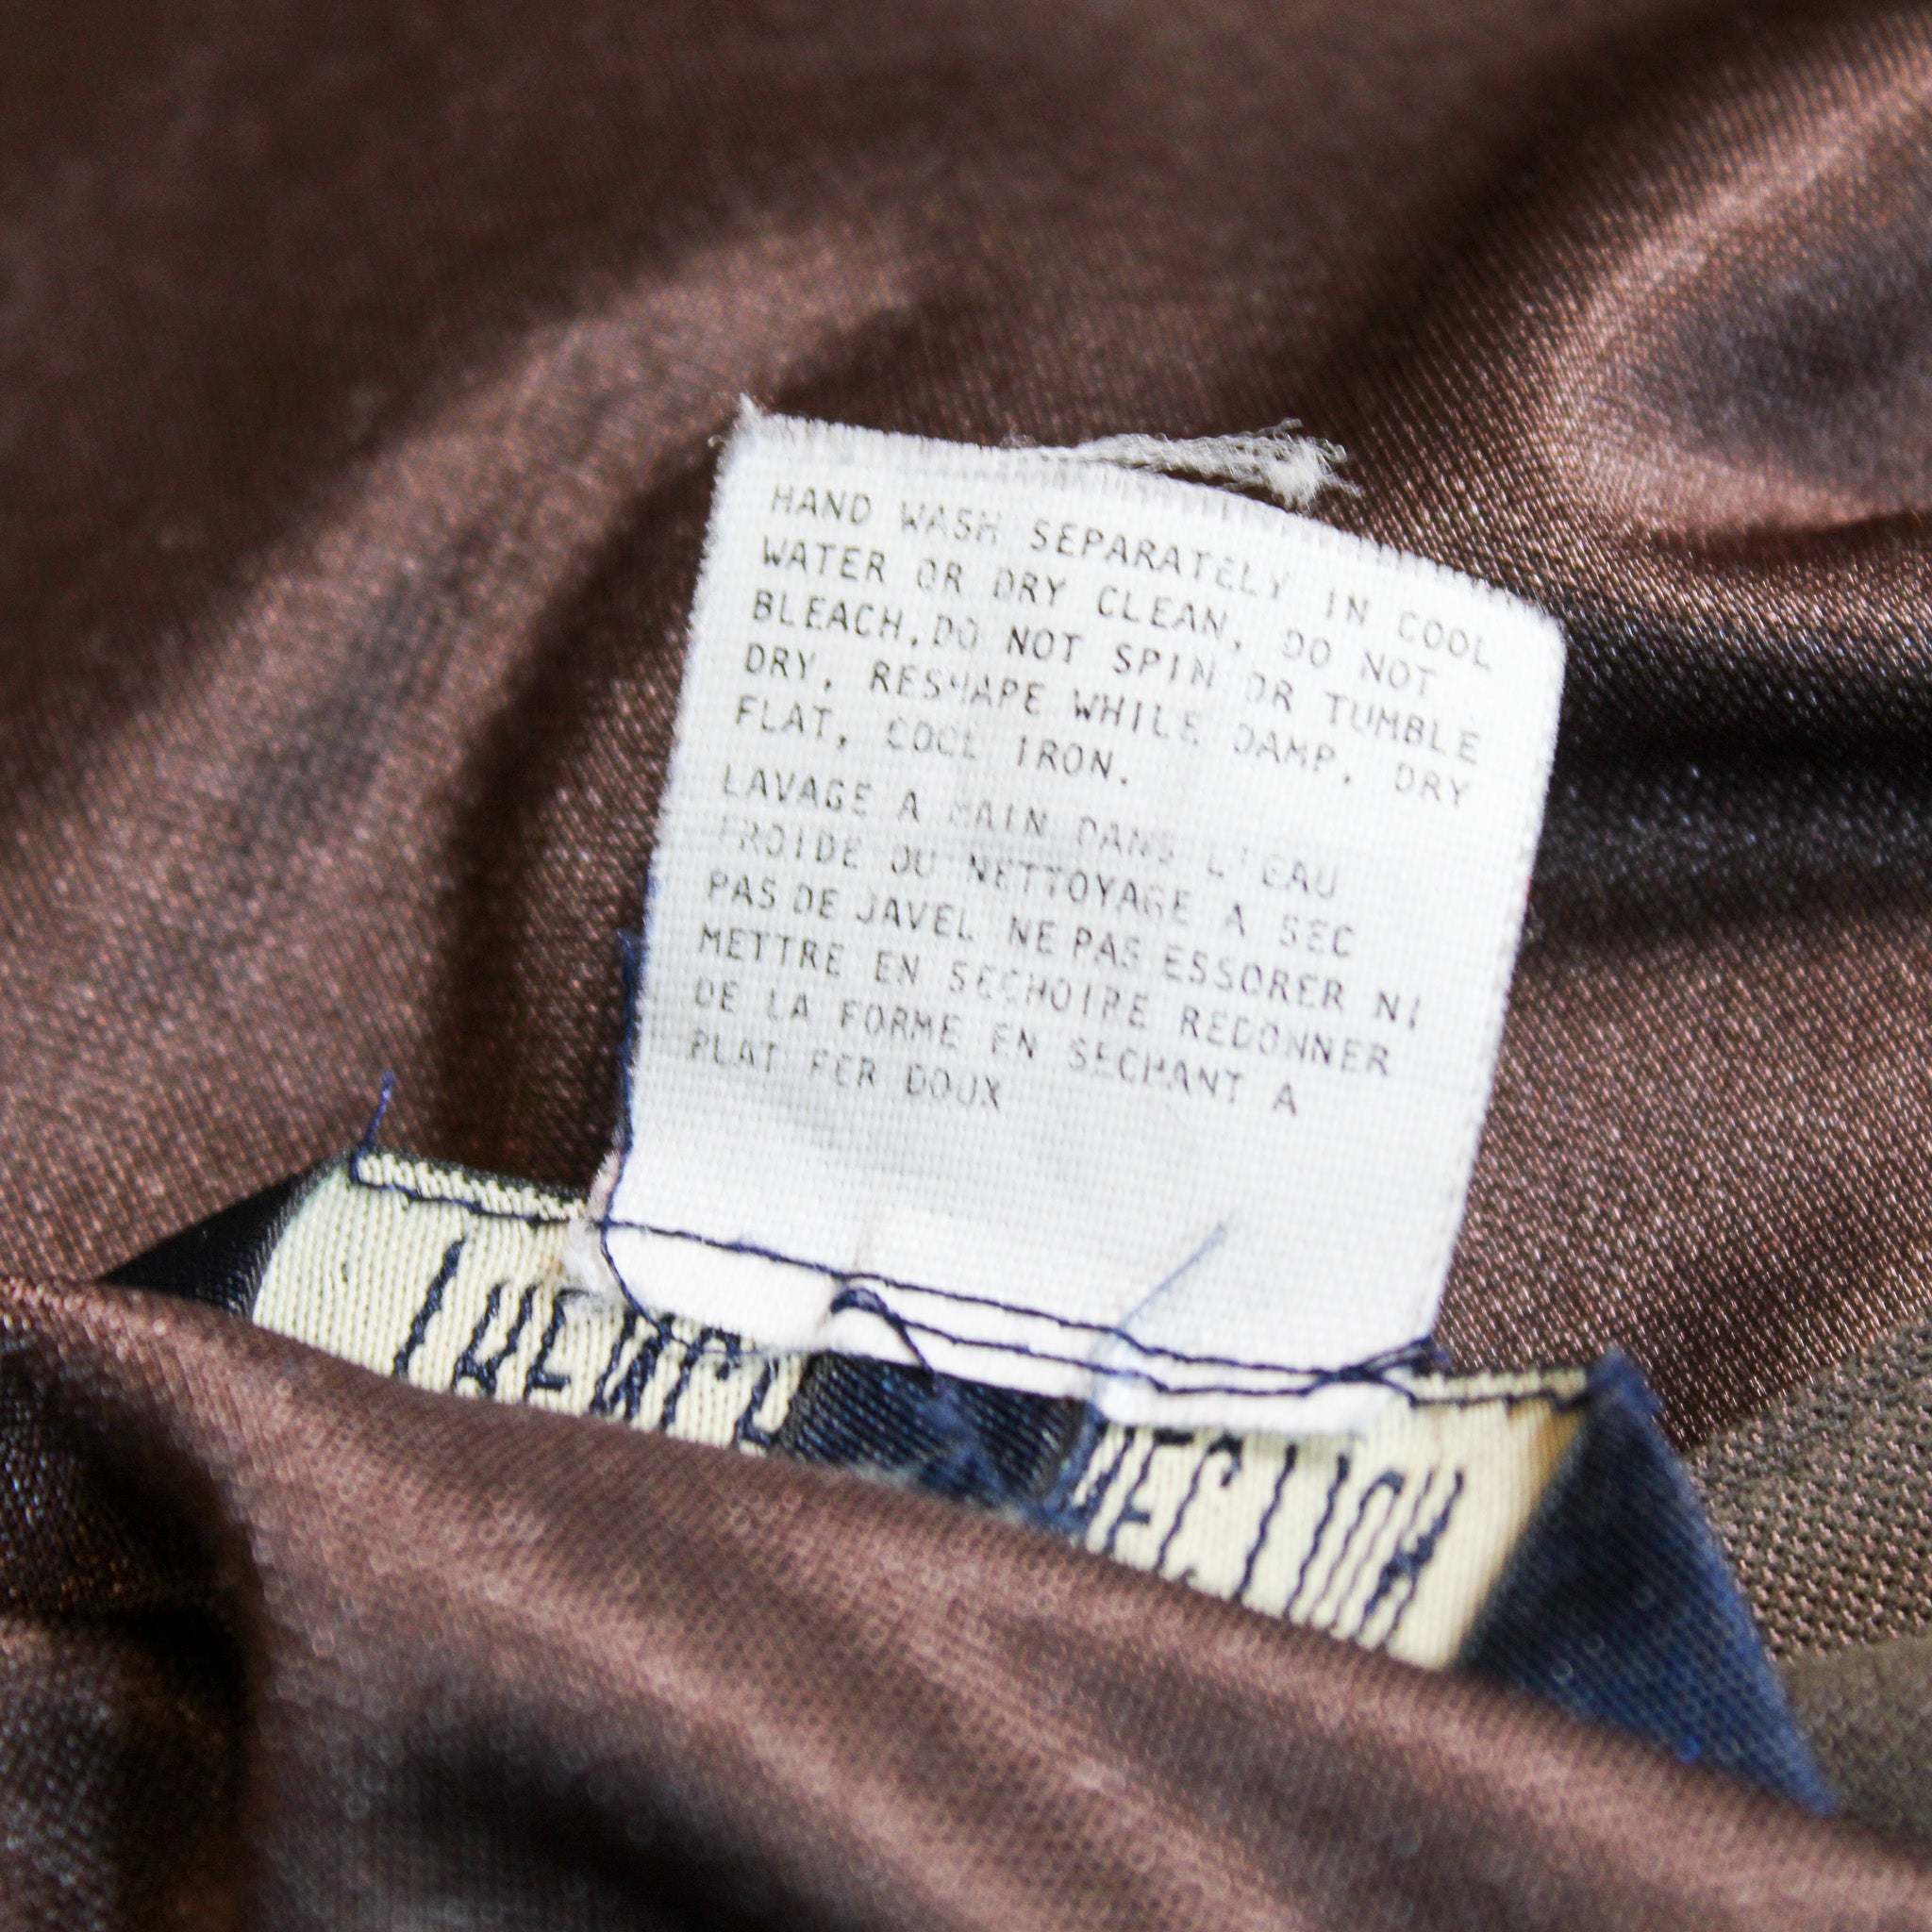 HAND WASH SEPARATELY IN COOL
WATER OR DRY CLEAN, DO NOT
BLEACH,DO NOT SPIN OR TUMBLE
DRY, RESHAPE WHILE DAMP, DRY
FLAT, COOL IRON.
LAVAGE A MAIN DANS L'EAU
FROIDE OU NETTOYAGE A SEC
PAS DE JAVEL NE PAS ESSORER NI
METTRE EN SECHOIRE REDONNER
DE LA FORME EN SECHANT A
PLAT FER DOUX